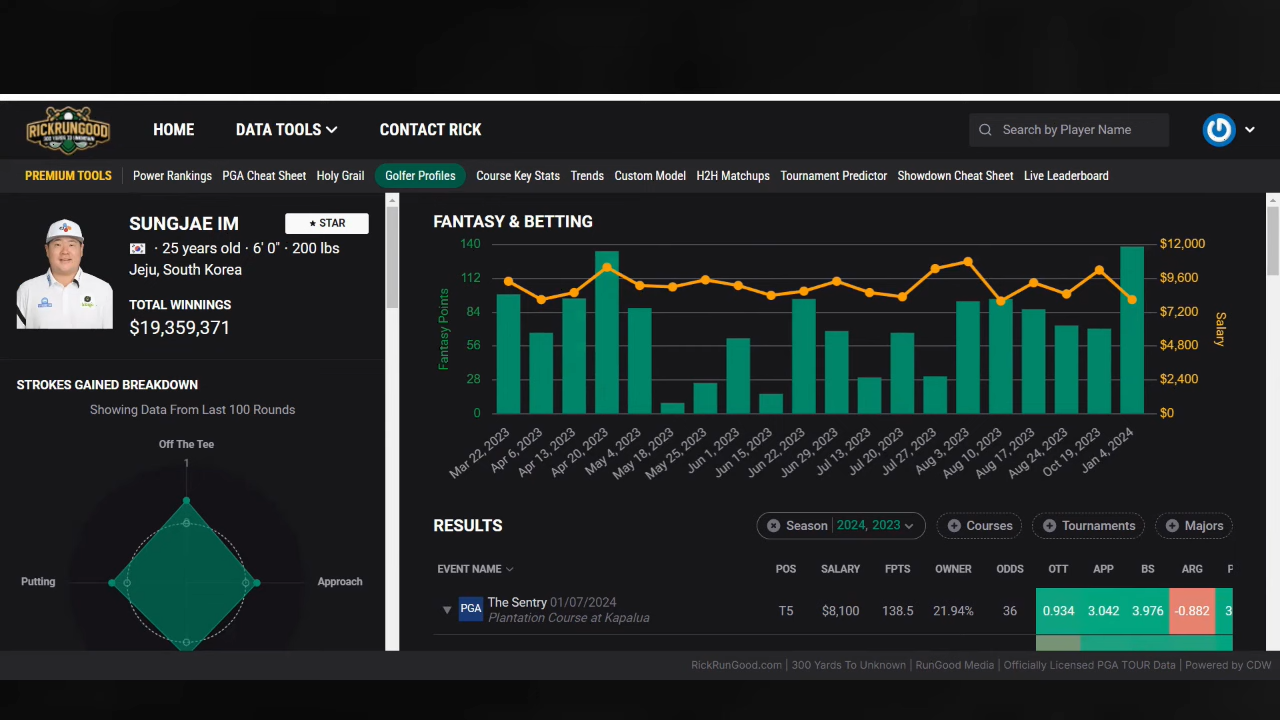 RICKRUNGOOD
300 YARDS TO UNKNOWN
HOME
DATA TOOLS
CONTACT RICK
Search by Player Name
PREMIUM TOOLS
Power Rankings
PGA Cheat Sheet
Holy Grail
Golfer Profiles
Course Key Stats
Trends
Custom Model
H2H Matchups
Tournament Predictor
Showdown Cheat Sheet
Live Leaderboard
SUNGJAE IM
★ STAR
· 25 years old · 6' 0" · 200 lbs
Jeju, South Korea
TOTAL WINNINGS
$19,359,371
STROKES GAINED BREAKDOWN
Showing Data From Last 100 Rounds
Off The Tee
1
Putting
Approach
FANTASY & BETTING
140
112
84
56
28
0
Fantasy Points
$12,000
$9,600
$7,200
$4,800
$2,400
$0
Salary
Mar 22, 2023
Apr 6, 2023
Apr 13, 2023
Apr 20, 2023
May 4, 2023
May 18, 2023
May 25, 2023
Jun 1, 2023
Jun 15, 2023
Jun 22, 2023
Jun 29, 2023
Jul 13, 2023
Jul 20, 2023
Jul 27, 2023
Aug 3, 2023
Aug 10, 2023
Aug 17, 2023
Aug 24, 2023
Oct 19, 2023
Jan 4, 2024
RESULTS
Season | 2024, 2023
Courses
Tournaments
Majors
EVENT NAME POS SALARY FPTS OWNER ODDS OTT APP BS ARG P
PGA The Sentry 01/07/2024 T5 $8,100 138.5 21.94% 36 0.934 3.042 3.976 -0.882 3
Plantation Course at Kapalua
RickRunGood.com | 300 Yards To Unknown | RunGood Media | Officially Licensed PGA TOUR Data | Powered by CDW